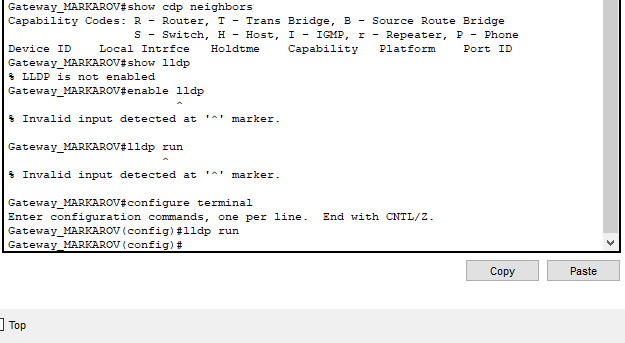 Gateway_MARKAROV#show cdp neighbors
Capability Codes: R - Router, T - Trans Bridge, B - Source Route Bridge
                  S - Switch, H - Host, I - IGMP, r - Repeater, P - Phone
Device ID    Local Intrfce   Holdtme    Capability   Platform    Port ID
Gateway_MARKAROV#show lldp
% LLDP is not enabled
Gateway_MARKAROV#enable lldp
                        ^
% Invalid input detected at '^' marker.

Gateway_MARKAROV#lldp run
                      ^
% Invalid input detected at '^' marker.

Gateway_MARKAROV#configure terminal
Enter configuration commands, one per line.  End with CNTL/Z.
Gateway_MARKAROV(config)#lldp run
Gateway_MARKAROV(config)#
Copy
Paste
Top